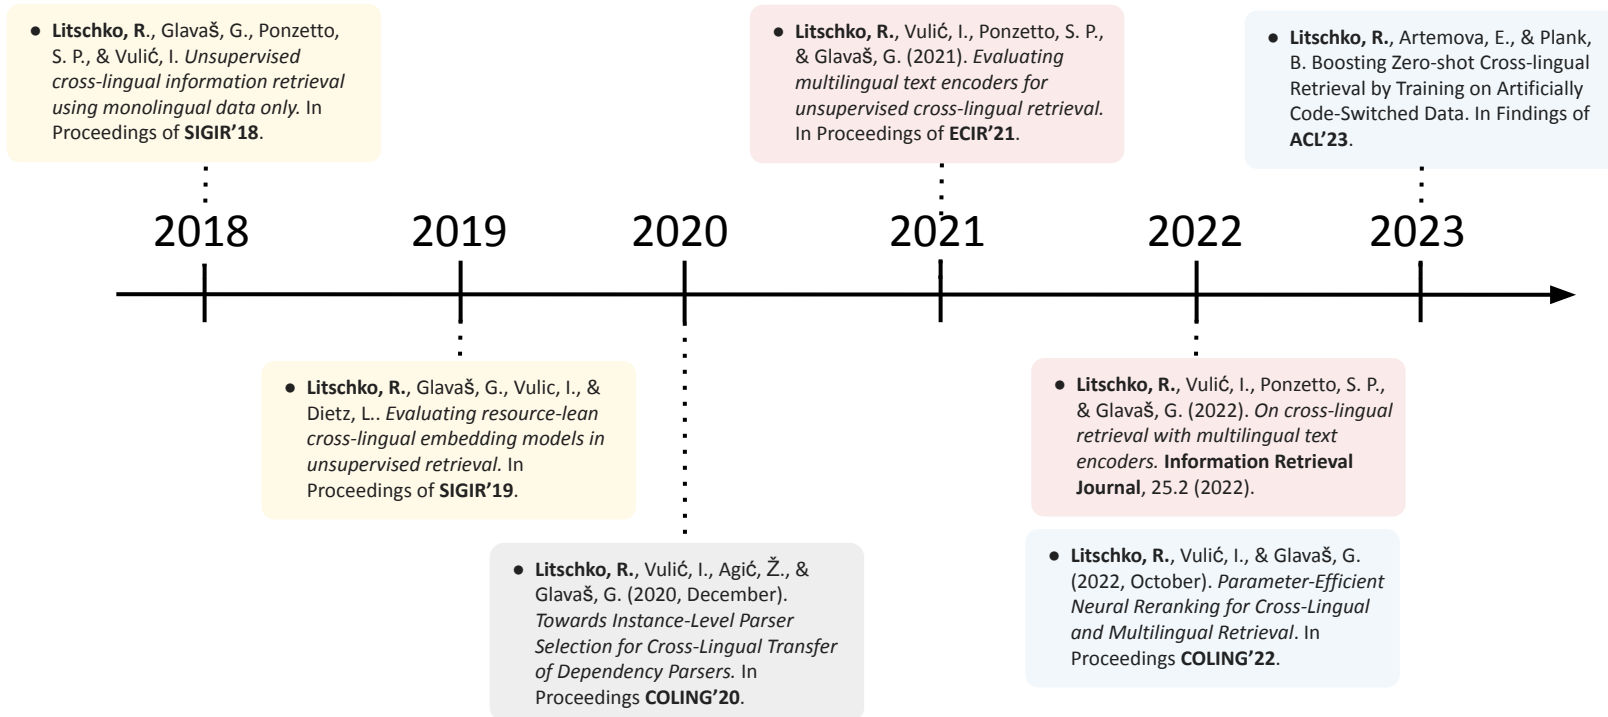 ● Litschko, R., Glavaš, G., Ponzetto,
S. P., & Vulić, I. Unsupervised
cross-lingual information retrieval
using monolingual data only. In
Proceedings of SIGIR’18.
● Litschko, R., Vulić, I., Ponzetto, S. P.,
& Glavaš, G. (2021). Evaluating
multilingual text encoders for
unsupervised cross-lingual retrieval.
In Proceedings of ECIR’21.
● Litschko, R., Artemova, E., & Plank,
B. Boosting Zero-shot Cross-lingual
Retrieval by Training on Artificially
Code-Switched Data. In Findings of
ACL’23.
2018 2019 2020 2021 2022 2023
● Litschko, R., Glavaš, G., Vulic, I., &
Dietz, L.. Evaluating resource-lean
cross-lingual embedding models in
unsupervised retrieval. In
Proceedings of SIGIR’19.
● Litschko, R., Vulić, I., Agić, Ž., &
Glavaš, G. (2020, December).
Towards Instance-Level Parser
Selection for Cross-Lingual Transfer
of Dependency Parsers. In
Proceedings COLING’20.
● Litschko, R., Vulić, I., Ponzetto, S. P.,
& Glavaš, G. (2022). On cross-lingual
retrieval with multilingual text
encoders. Information Retrieval
Journal, 25.2 (2022).
● Litschko, R., Vulić, I., & Glavaš, G.
(2022, October). Parameter-Efficient
Neural Reranking for Cross-Lingual
and Multilingual Retrieval. In
Proceedings COLING’22.